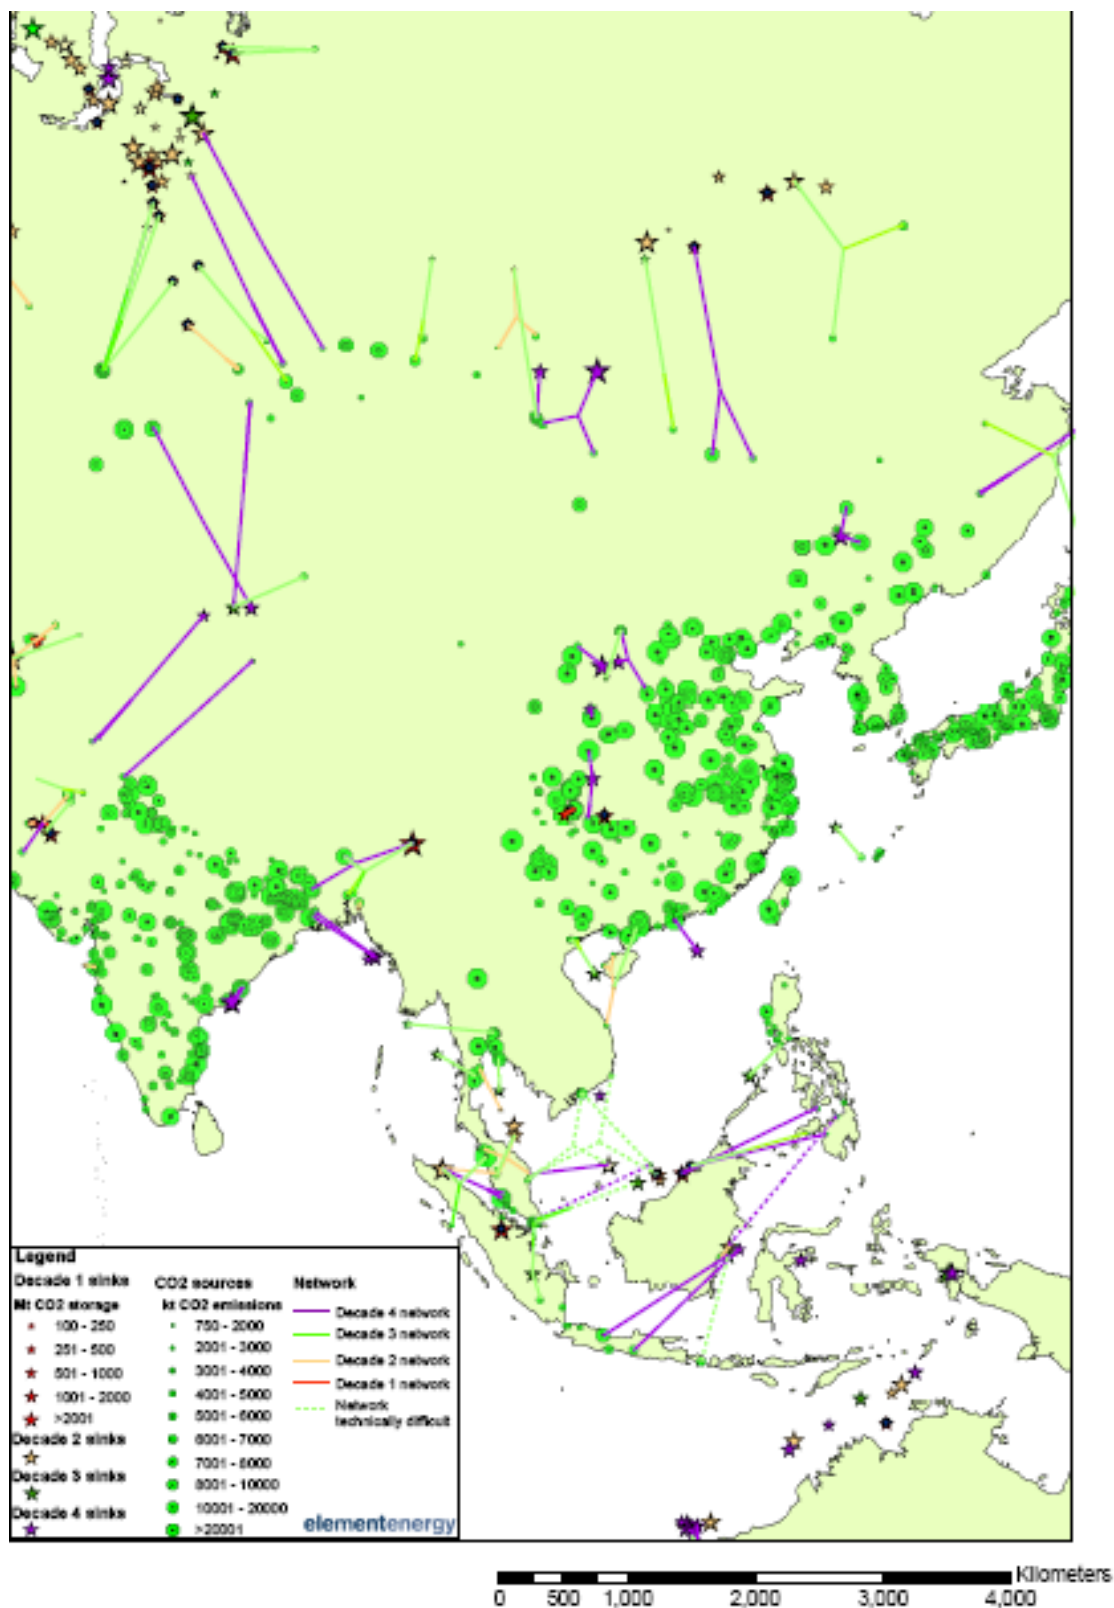 Legend
Decade 1 sinks
Mt CO2 storage
100 - 250
251 - 500
501 - 1000
1001 - 2000
>2001
Decade 2 sinks
Decade 3 sinks
Decade 4 sinks
CO2 sources
kt CO2 emissions
750 - 2000
2001 - 3000
3001 - 4000
4001 - 5000
5001 - 6000
6001 - 7000
7001 - 8000
8001 - 10000
10001 - 20000
>20001
Network
Decade 4 network
Decade 3 network
Decade 2 network
Decade 1 network
Network
technically difficult
elementenergy
Kilometers
0 500 1,000 2,000 3,000 4,000